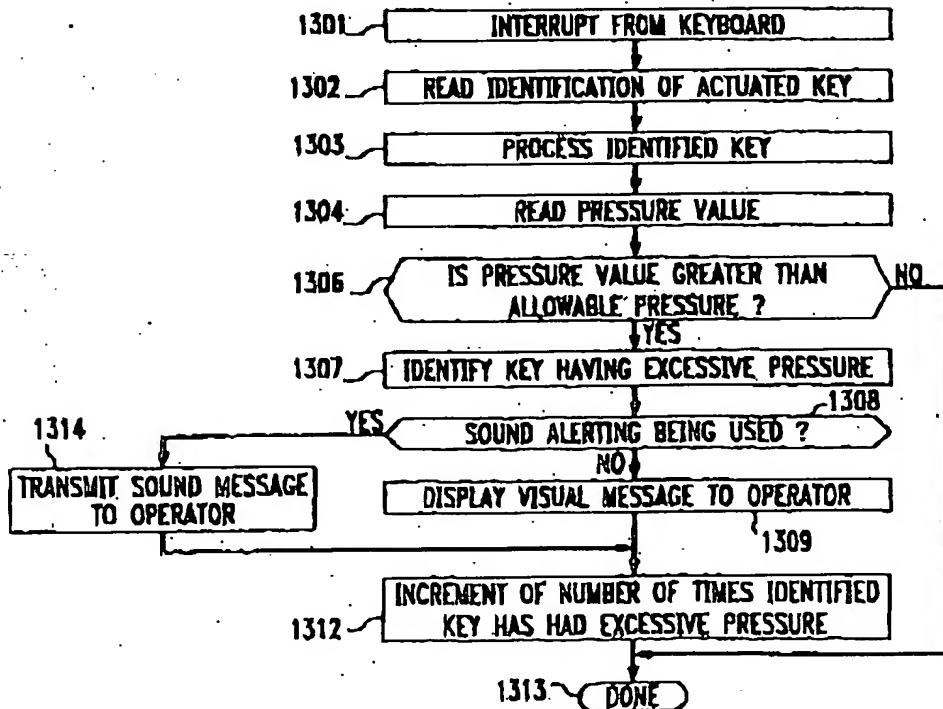 1301 INTERRUPT FROM KEYBOARD
1302 READ IDENTIFICATION OF ACTUATED KEY
1303 PROCESS IDENTIFIED KEY
1304 READ PRESSURE VALUE
1306 IS PRESSURE VALUE GREATER THAN
ALLOWABLE PRESSURE ?
NO
YES
1307 IDENTIFY KEY HAVING EXCESSIVE PRESSURE
1308
SOUND ALERTING BEING USED ?
YES
1314
TRANSMIT SOUND MESSAGE
TO OPERATOR
NO
DISPLAY VISUAL MESSAGE TO OPERATOR
1309
INCREMENT OF NUMBER OF TIMES IDENTIFIED
1312 KEY HAS HAD EXCESSIVE PRESSURE
1313 DONE